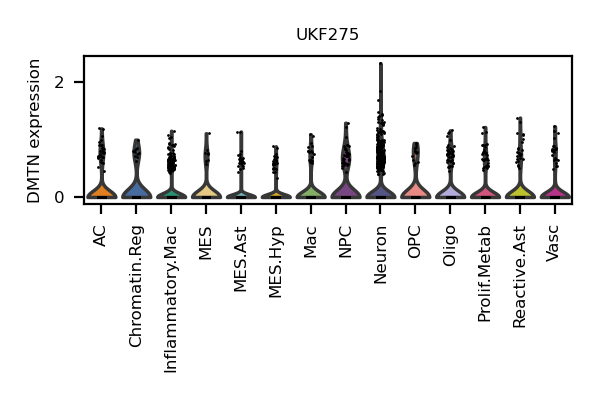 UKF275
DMTN expression
2
0
AC
Chromatin.Reg
Inflammatory.Mac
MES
MES.Ast
MES.Hyp
Mac
NPC
Neuron
OPC
Oligo
Prolif.Metab
Reactive.Ast
Vasc